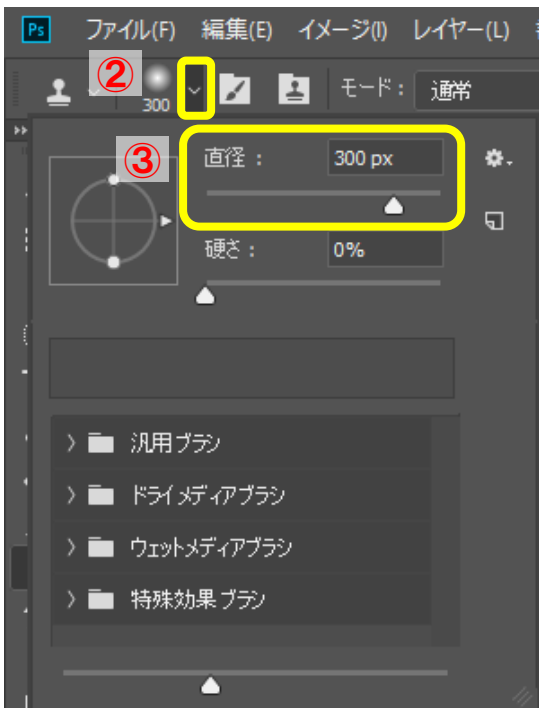 Ps ファイル(F) 編集(E) イメージ(I) レイヤー(L)
② 300 モード： 通常
③ 直径： 300 px
硬さ： 0%
汎用ブラシ
ドライメディアブラシ
ウェットメディアブラシ
特殊効果ブラシ